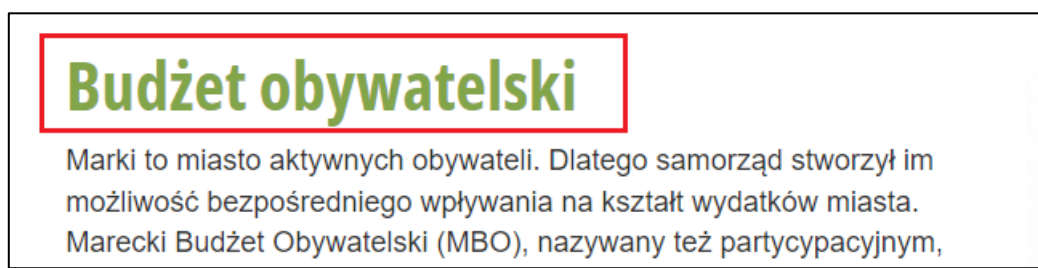 Budżet obywatelski
Marki to miasto aktywnych obywateli. Dlatego samorząd stworzył im
możliwość bezpośredniego wpływania na kształt wydatków miasta.
Marecki Budżet Obywatelski (MBO), nazywany też partycypacyjnym,